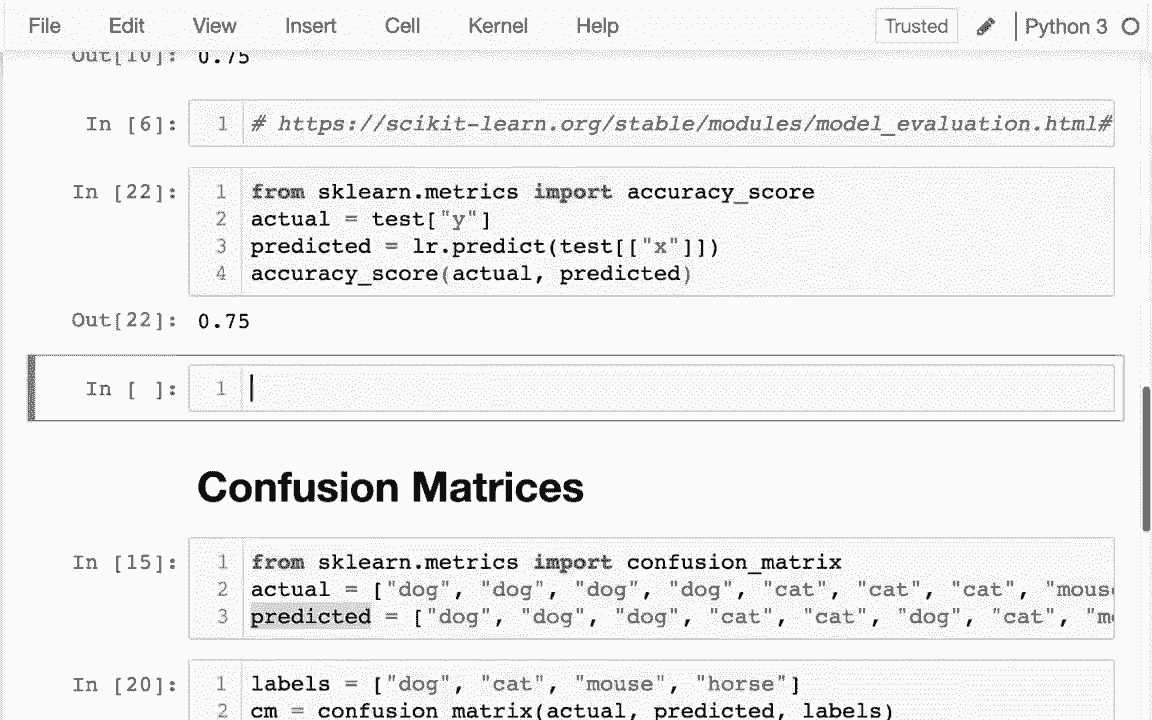 File Edit View Insert Cell Kernel Help Trusted Python 3
Out[10]: 0.75
In [6]: 1 # https://scikit-learn.org/stable/modules/model_evaluation.html#
In [22]: 1 from sklearn.metrics import accuracy_score
2 actual = test["y"]
3 predicted = lr.predict(test[["x"]])
4 accuracy_score(actual, predicted)
Out[22]: 0.75
In [ ]: 1
Confusion Matrices
In [15]: 1 from sklearn.metrics import confusion_matrix
2 actual = ["dog", "dog", "dog", "dog", "cat", "cat", "cat", "mous
3 predicted = ["dog", "dog", "dog", "cat", "cat", "dog", "cat", "m
In [20]: 1 labels = ["dog", "cat", "mouse", "horse"]
2 cm = confusion_matrix(actual, predicted, labels)